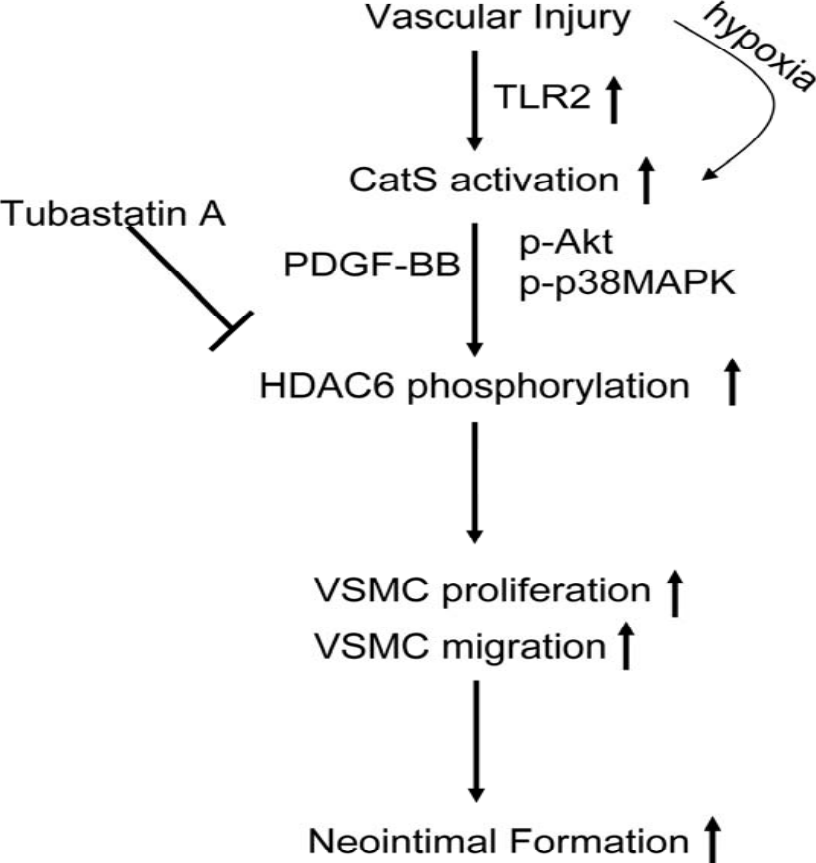 Vascular Injury
hypoxia
TLR2
CatS activation
Tubastatin A
PDGF-BB
p-Akt
p-p38MAPK
HDAC6 phosphorylation
VSMC proliferation
VSMC migration
Neointimal Formation